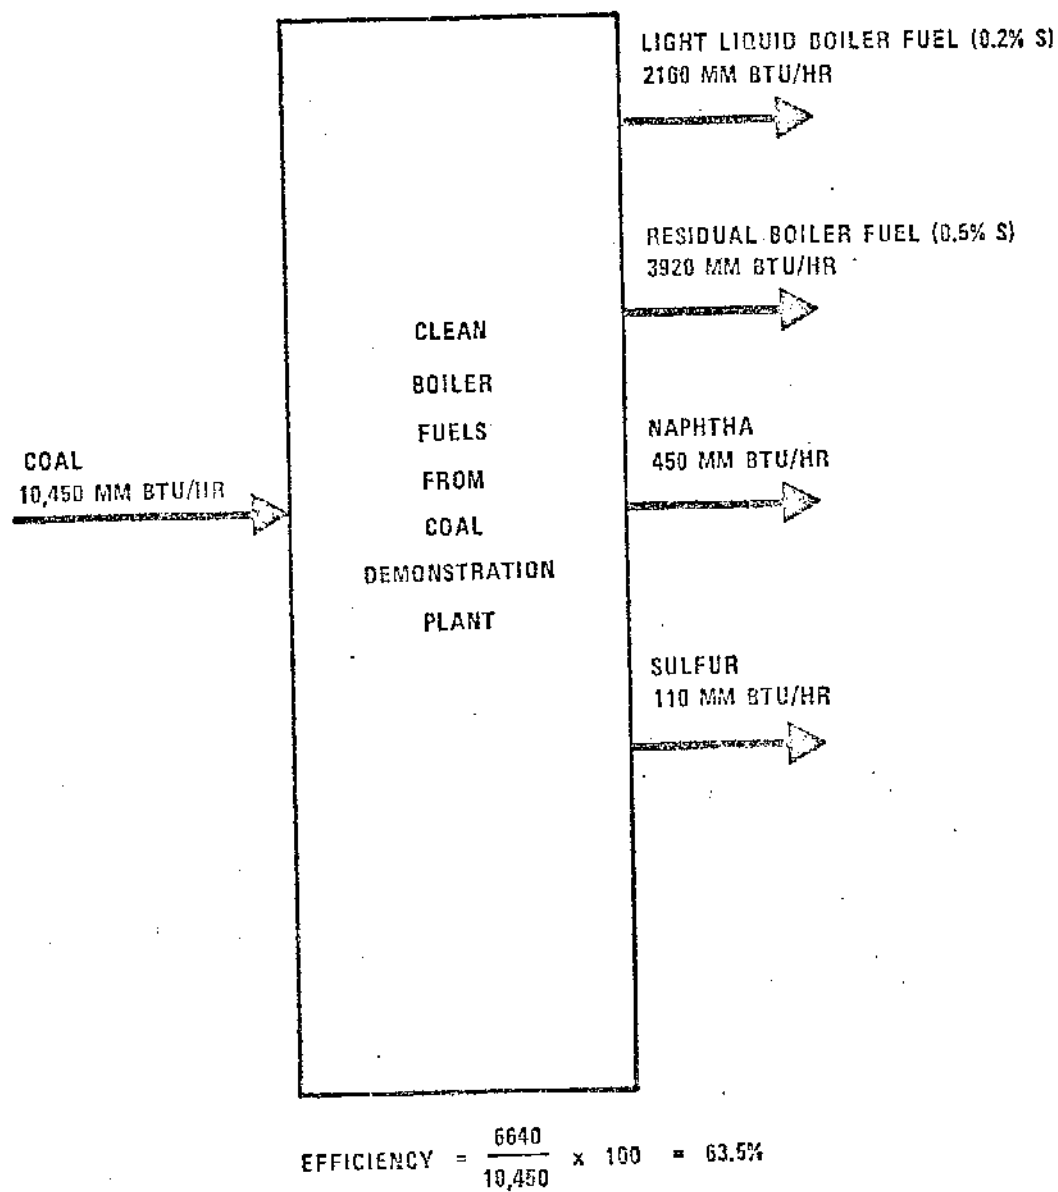 LIGHT LIQUID BOILER FUEL (0.2% S)
2160 MM BTU/HR
RESIDUAL BOILER FUEL (0.5% S)
3920 MM BTU/HR
CLEAN
BOILER
FUELS
FROM
COAL
DEMONSTRATION
PLANT
NAPHTHA
450 MM BTU/HR
COAL
10,450 MM BTU/HR
SULFUR
110 MM BTU/HR
EFFICIENCY = 6640 / 10,450 x 100 = 63.5%